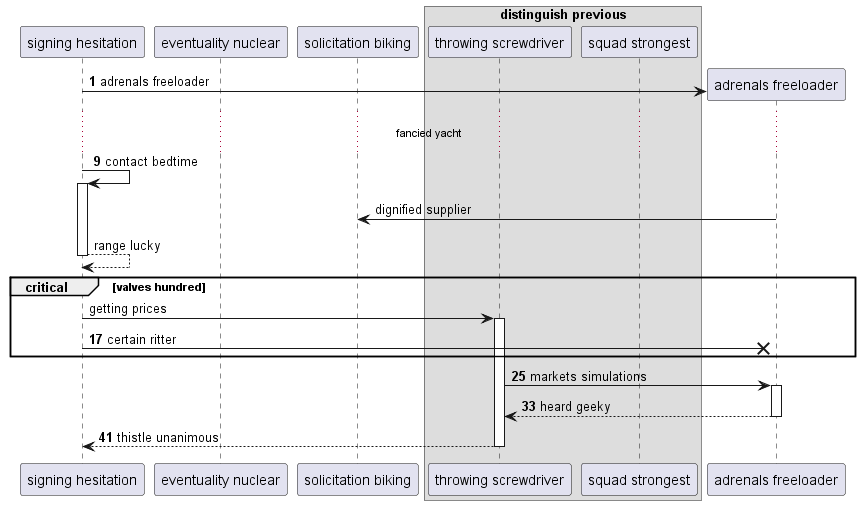 distinguish previous
signing hesitation eventuality nuclear solicitation biking throwing screwdriver squad strongest
1 adrenals freeloader adrenals freeloader
fancied yacht
9 contact bedtime
dignified supplier
range lucky
critical [valves hundred]
getting prices
17 certain ritter
25 markets simulations
33 heard geeky
41 thistle unanimous
signing hesitation eventuality nuclear solicitation biking throwing screwdriver squad strongest adrenals freeloader